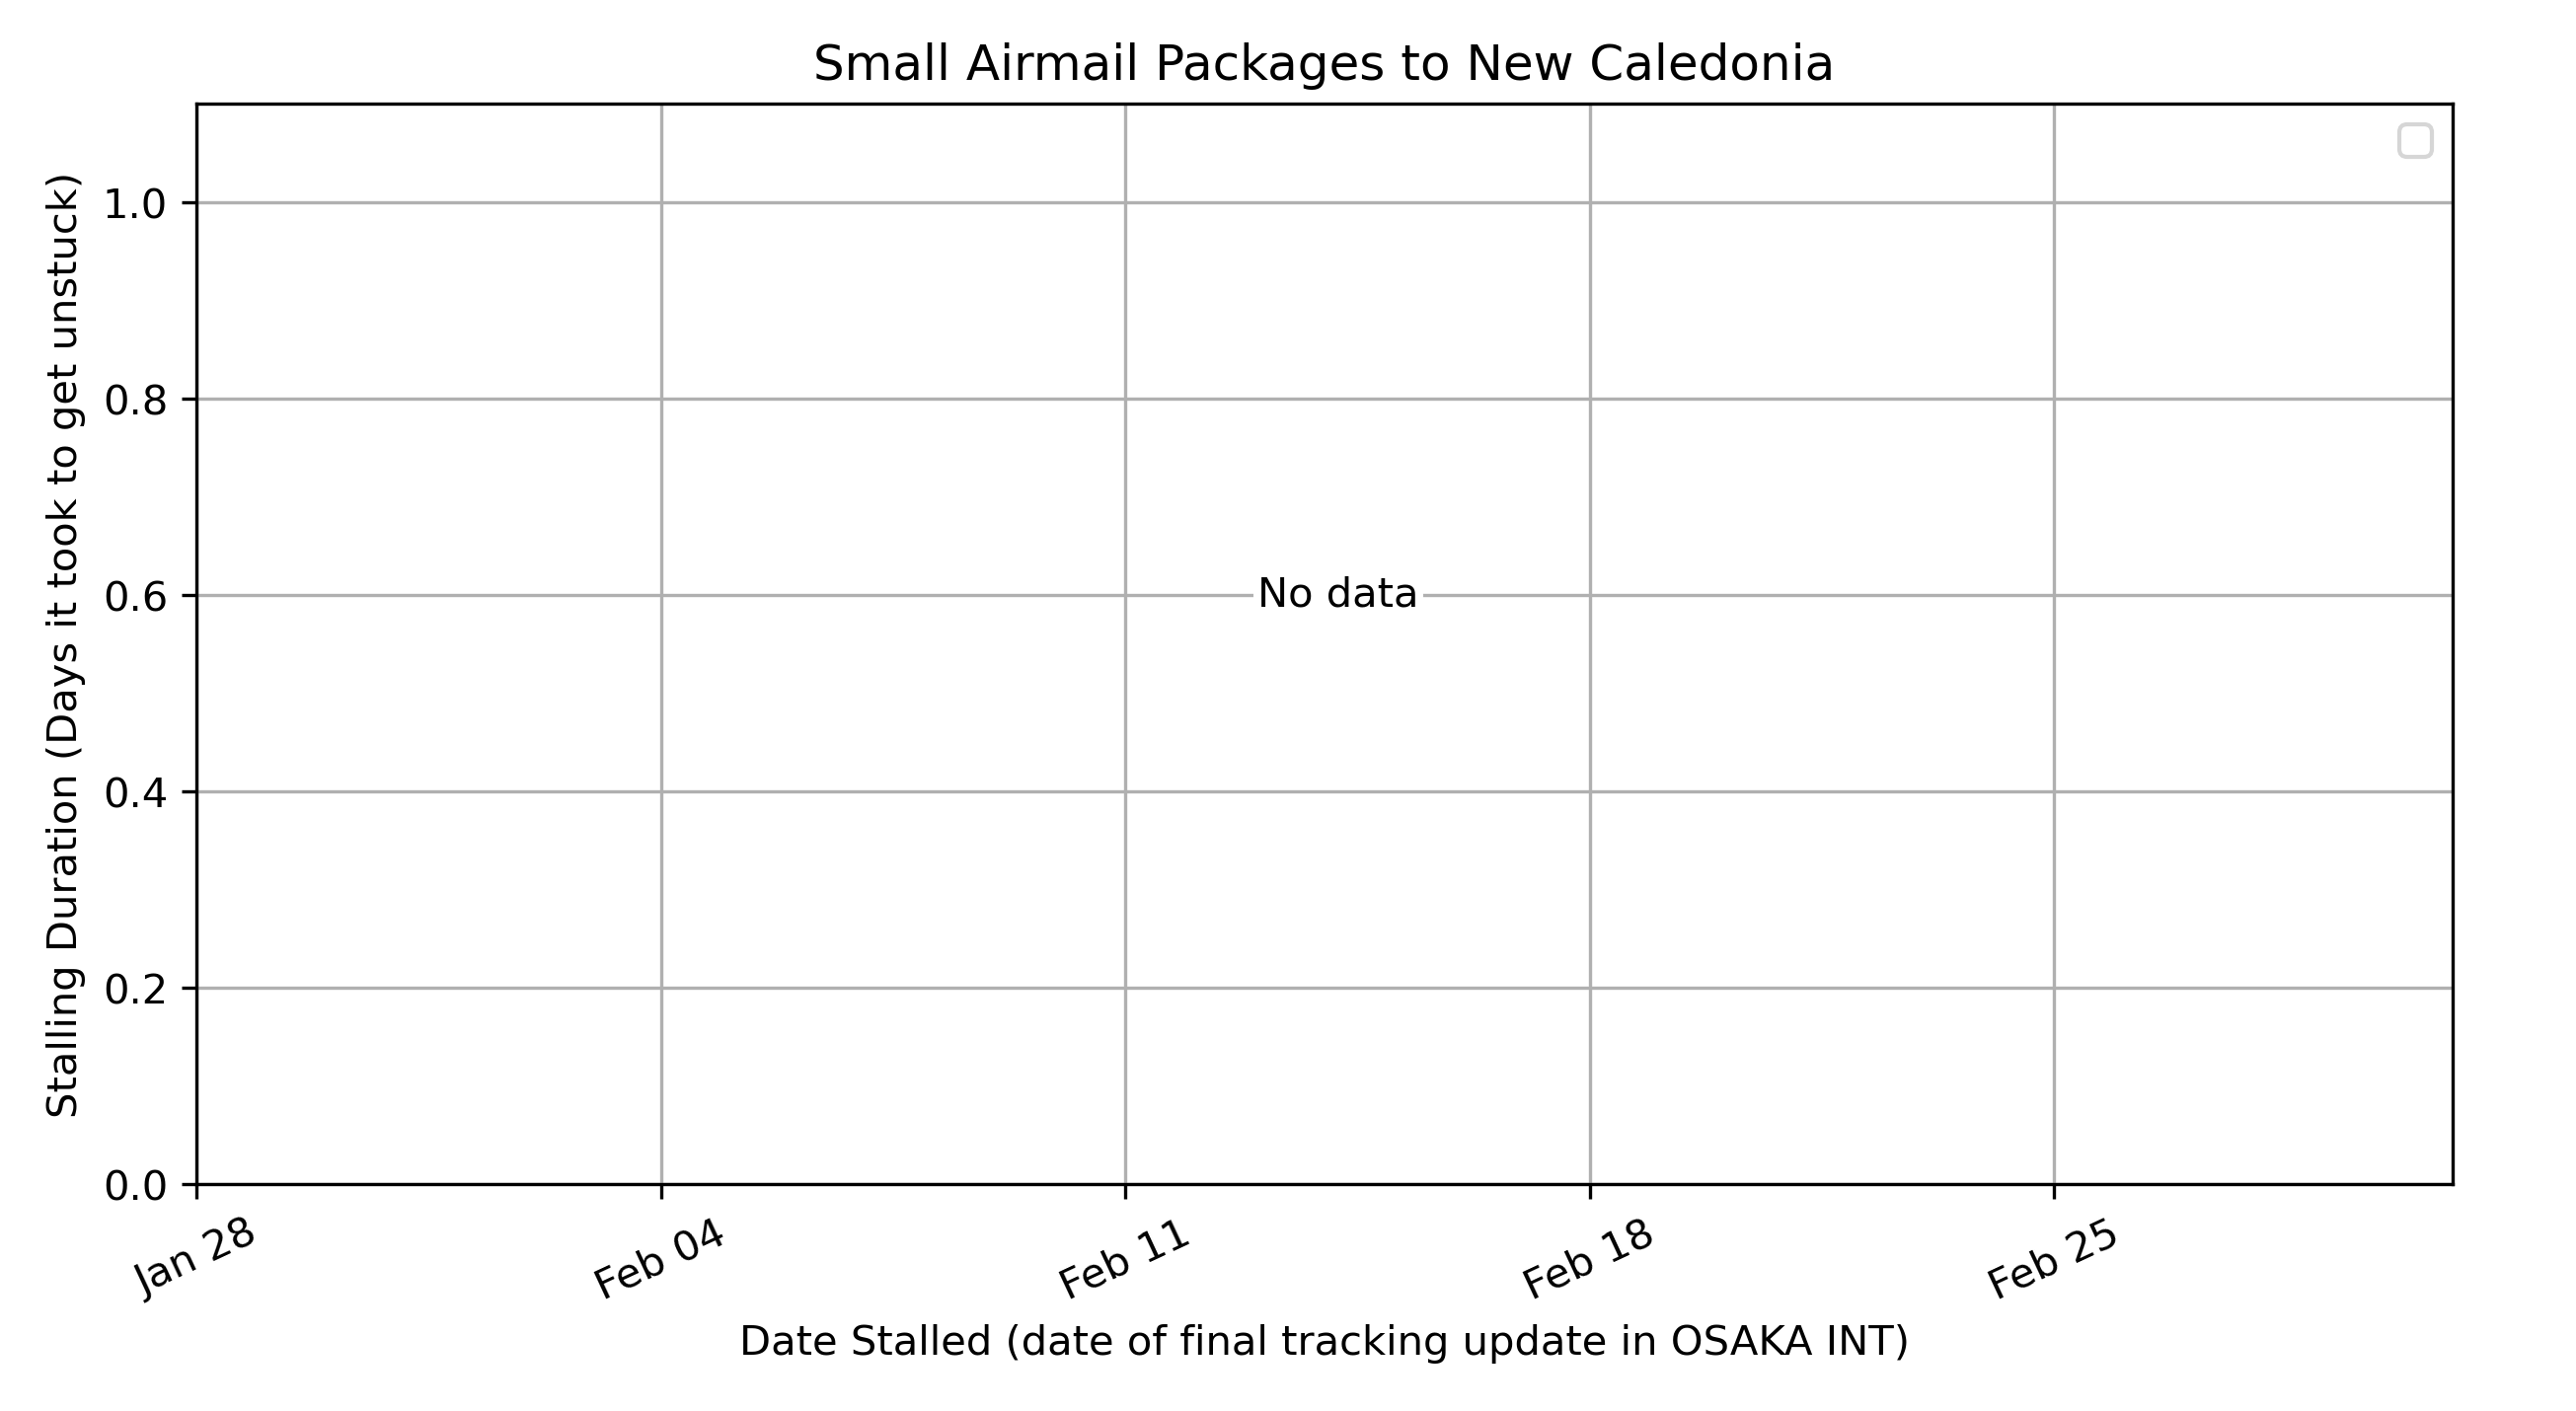 Small Airmail Packages to New Caledonia
Stalling Duration (Days it took to get unstuck)
1.0
0.8
0.6
0.4
0.2
0.0
No data
Jan 28
Feb 04
Feb 11
Feb 18
Feb 25
Date Stalled (date of final tracking update in OSAKA INT)